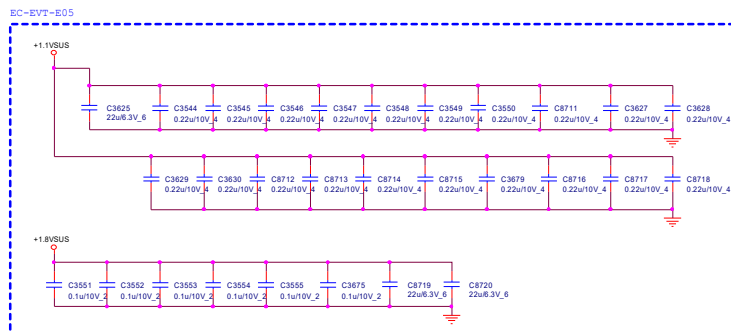 EC-EVT-E05
+1.1VSUS
C3625
22u/6.3V_6
C3544
0.22u/10V_4
C3545
0.22u/10V_4
C3546
0.22u/10V_4
C3547
0.22u/10V_4
C3548
0.22u/10V_4
C3549
0.22u/10V_4
C3550
0.22u/10V_4
C8711
0.22u/10V_4
C3627
0.22u/10V_4
C3628
0.22u/10V_4
C3629
0.22u/10V_4
C3630
0.22u/10V_4
C8712
0.22u/10V_4
C8713
0.22u/10V_4
C8714
0.22u/10V_4
C8715
0.22u/10V_4
C3679
0.22u/10V_4
C8716
0.22u/10V_4
C8717
0.22u/10V_4
C8718
0.22u/10V_4
+1.8VSUS
C3551
0.1u/10V_2
C3552
0.1u/10V_2
C3553
0.1u/10V_2
C3554
0.1u/10V_2
C3555
0.1u/10V_2
C3675
0.1u/10V_2
C8719
22u/6.3V_6
C8720
22u/6.3V_6